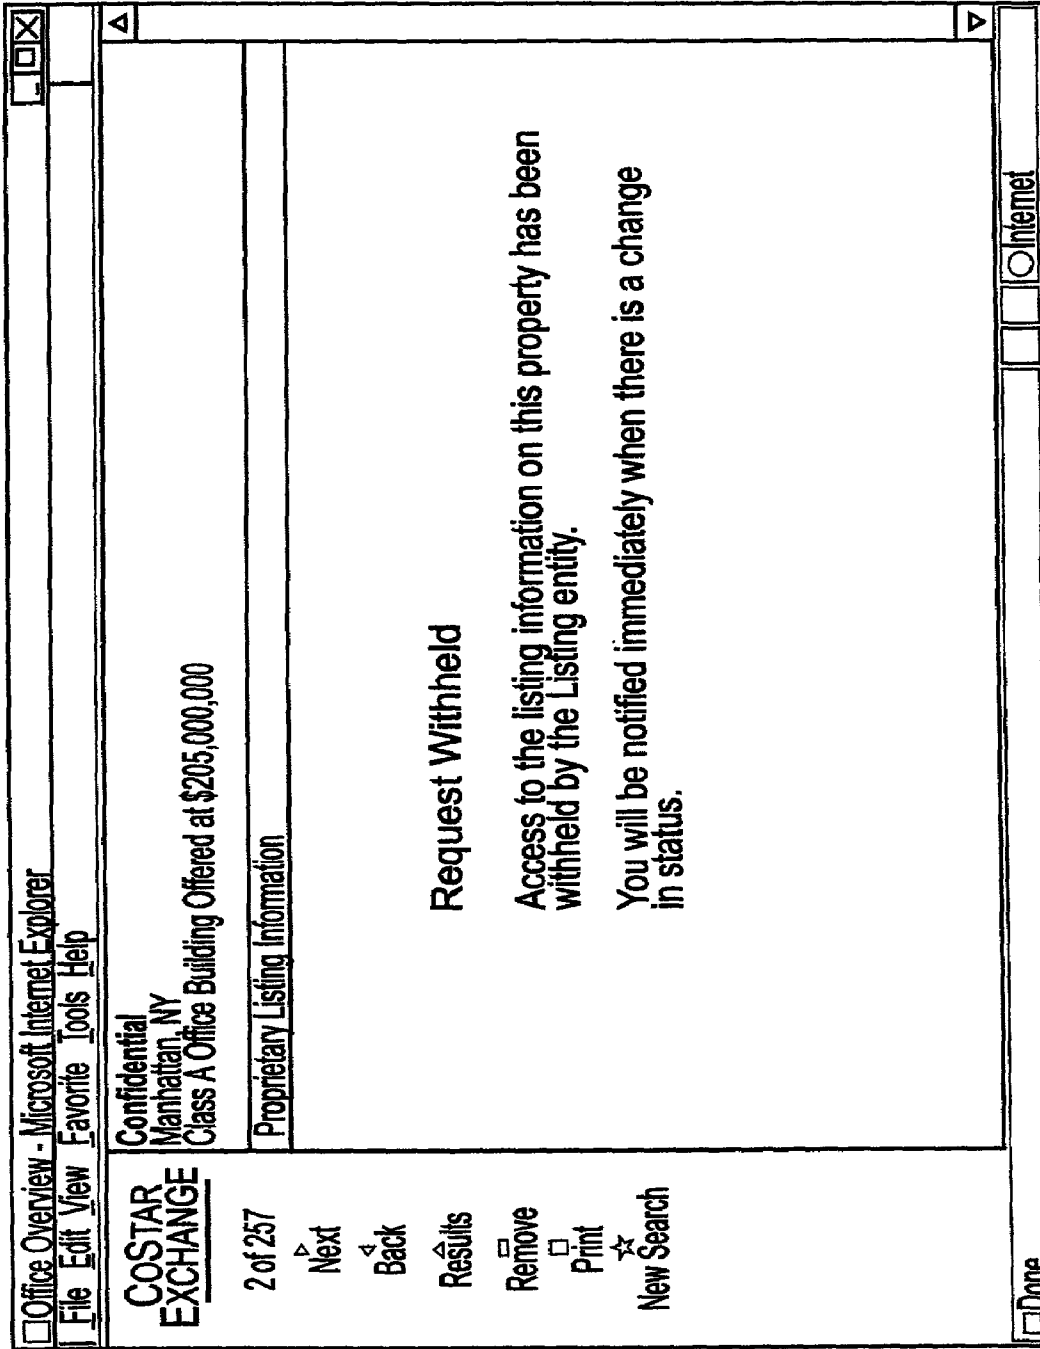 Office Overview - Microsoft Internet Explorer
File Edit View Favorite Tools Help
COSTAR
EXCHANGE
2 of 257
Next
Back
Results
Remove
Print
New Search
Confidential
Manhattan, NY
Class A Office Building Offered at $205,000,000
Proprietary Listing Information
Request Withheld
Access to the listing information on this property has been
withheld by the Listing entity.
You will be notified immediately when there is a change
in status.
Done
Internet